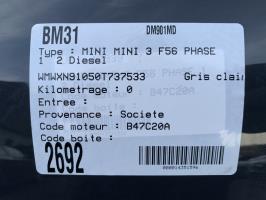 BM31 DM901MD
Type : MINI MINI 3 F56 PHASE
1 2 Diesel
WMWXN91050T737533 Gris clair
Kilometrage : 0
Entree :
Provenance : Societe
Code moteur : B47C20A
Code boite :
2692